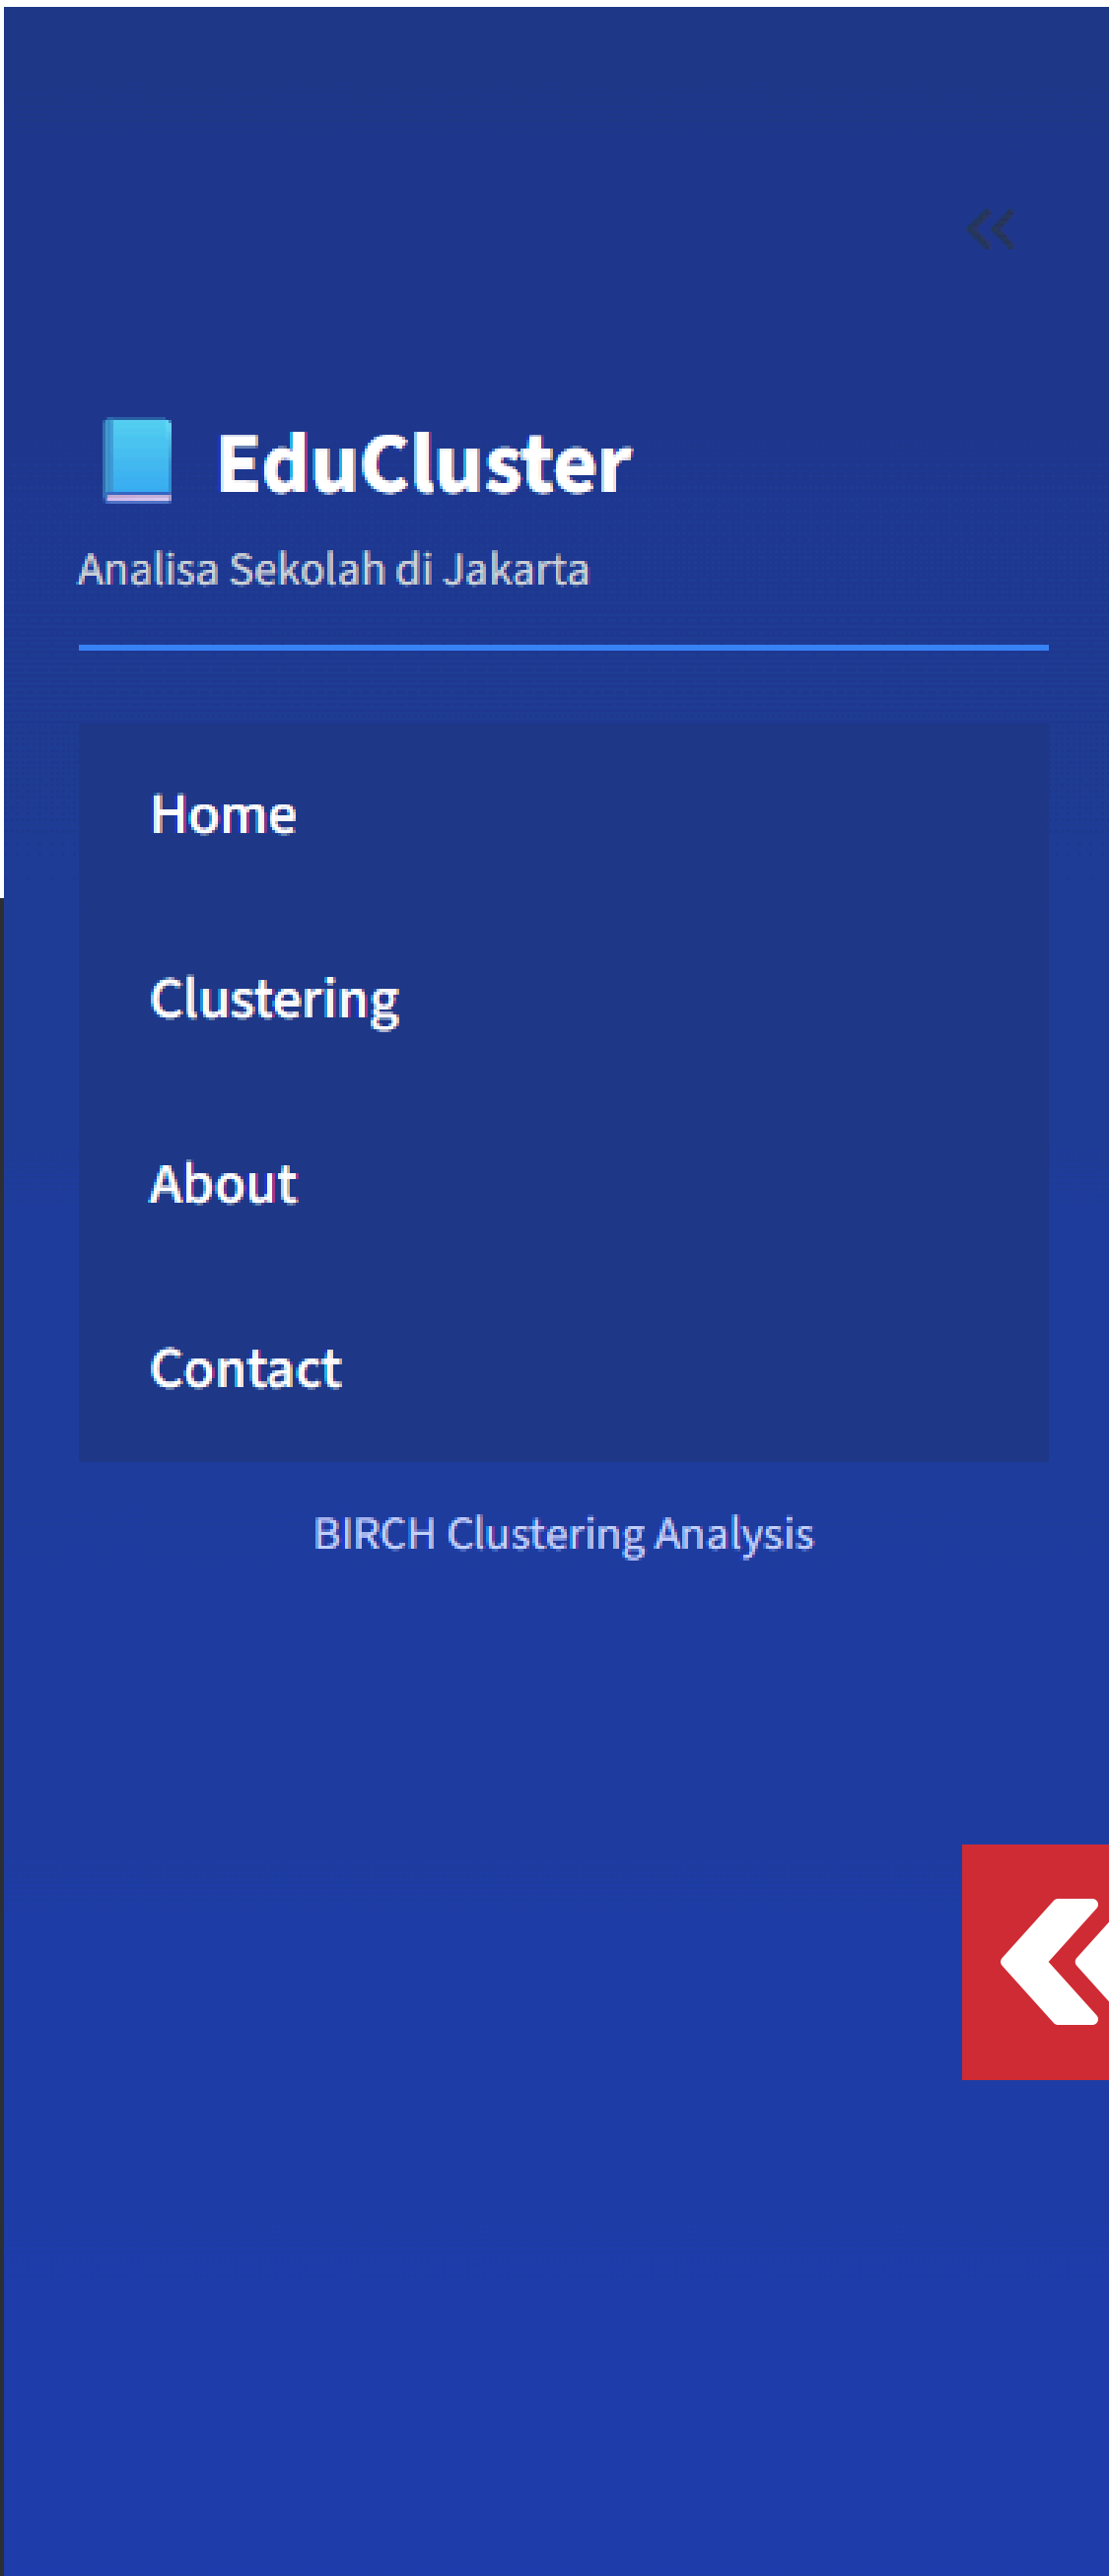 EduCluster
Analisa Sekolah di Jakarta
Home
Clustering
About
Contact
BIRCH Clustering Analysis